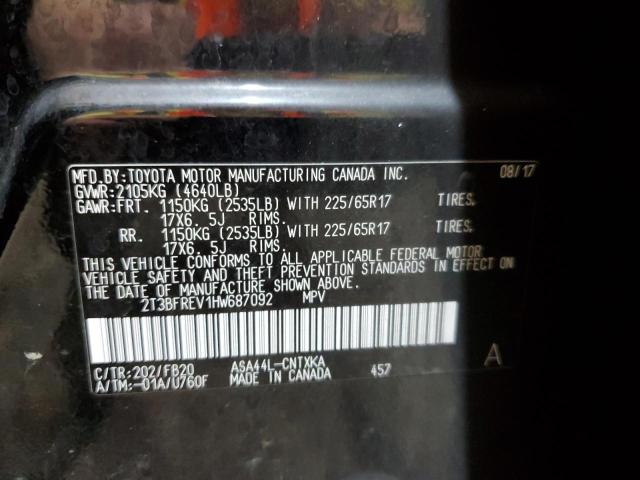 MFD.BY:TOYOTA MOTOR MANUFACTURING CANADA INC. 08/17
GVWR:2105KG (4640LB)
GAWR:FRT. 1150KG (2535LB) WITH 225/65R17 TIRES,
17X6. 5J RIMS.
RR. 1150KG (2535LB) WITH 225/65R17 TIRES,
17X6. 5J RIMS.
THIS VEHICLE CONFORMS TO ALL APPLICABLE FEDERAL MOTOR
VEHICLE SAFETY AND THEFT PREVENTION STANDARDS IN EFFECT ON
THE DATE OF MANUFACTURE SHOWN ABOVE.
2T3BFREV1HW687092 MPV
C/TR:202/FB20 ASA44L-CNTXKA 457 A
A/TM:-01A/U760F MADE IN CANADA